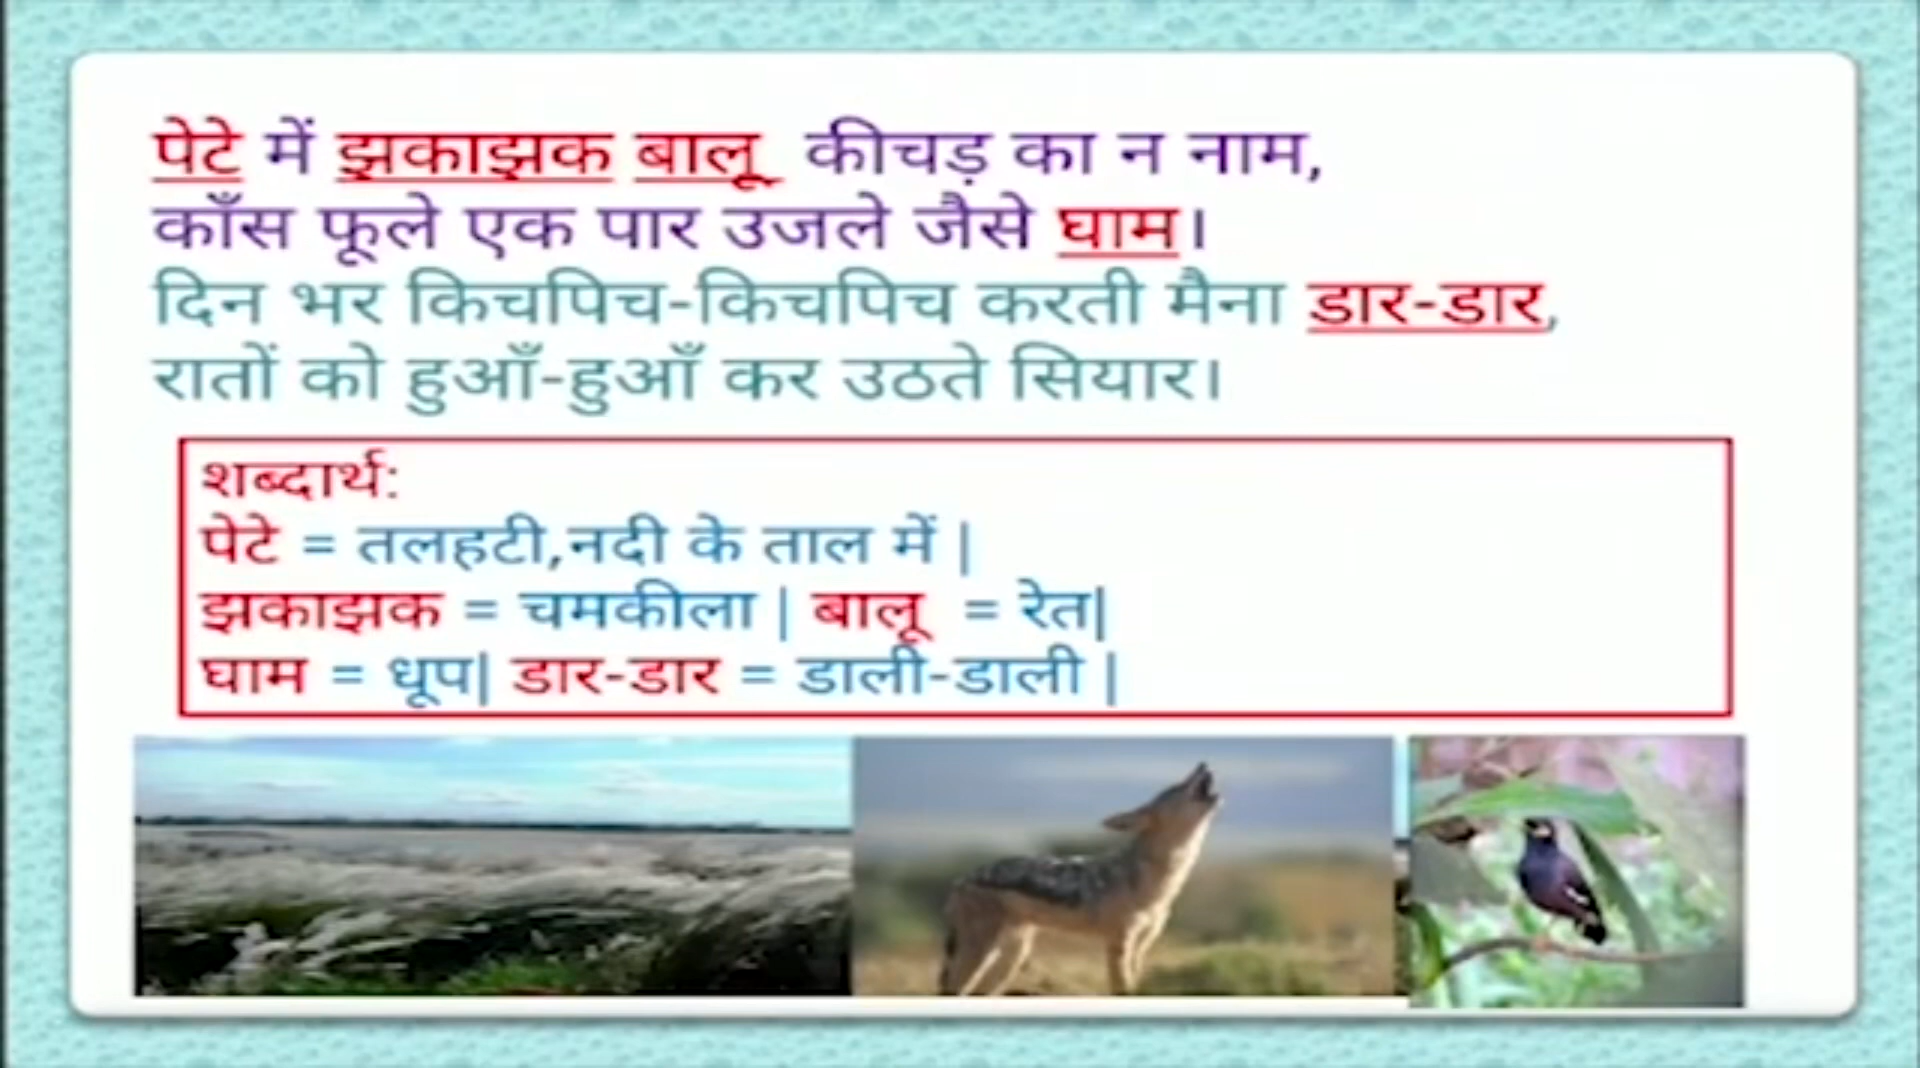 पेटे में झकाझक बालू कीचड़ का न नाम,
काँस फूले एक पार उजले जैसे घाम।
दिन भर किचपिच-किचपिच करती मैना डार-डार,
रातों को हुआँ-हुआँ कर उठते सियार।
शब्दार्थ:
पेटे = तलहटी,नदी के ताल में |
झकाझक = चमकीला | बालू = रेत|
घाम = धूप| डार-डार = डाली-डाली |